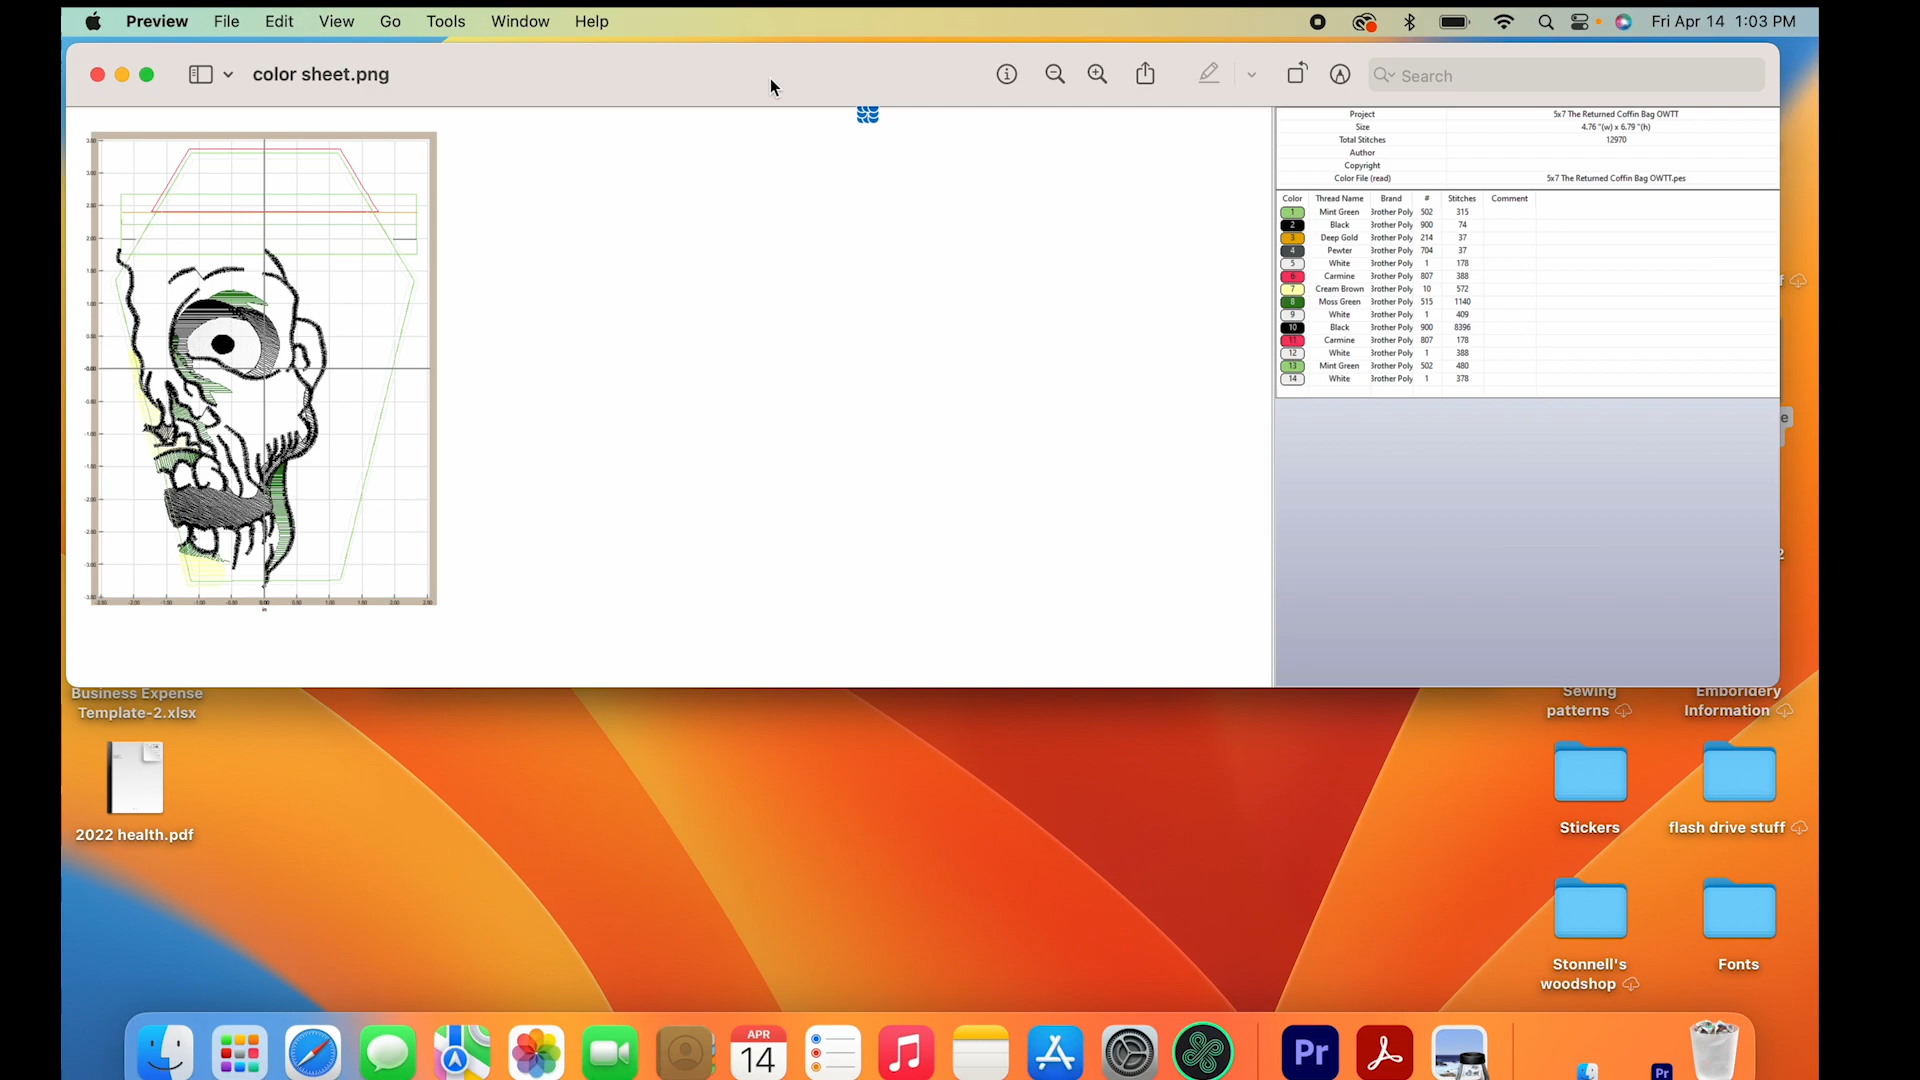 Preview File Edit View Go Tools Window Help Fri Apr 14 1:03 PM
color sheet.png Search
Project 5x7 The Returned Coffin Bag OWTT
Size 4.76 "(w) x 6.79 "(h)
Total Stitches 12970
Author
Copyright
Color File (read) 5x7 The Returned Coffin Bag OWTT.pes
Color Thread Name Brand # Stitches Comment
1 Mint Green Brother Poly 502 315
2 Black Brother Poly 900 74
3 Deep Gold Brother Poly 214 37
4 Pewter Brother Poly 704 37
5 White Brother Poly 1 178
6 Carmine Brother Poly 807 388
7 Cream Brown Brother Poly 10 572
8 Moss Green Brother Poly 515 1140
9 White Brother Poly 1 409
10 Black Brother Poly 900 8396
11 Carmine Brother Poly 807 178
12 White Brother Poly 1 388
13 Mint Green Brother Poly 502 480
14 White Brother Poly 1 378
Business Expense
Template-2.xlsx
2022 health.pdf
Sewing
patterns
Emboridery
Information
Stickers
flash drive stuff
Stonnell's
woodshop
Fonts
APR
14
Pr
Pr